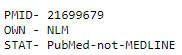 PMID- 21699679
OWN - NLM
STAT- PubMed-not-MEDLINE